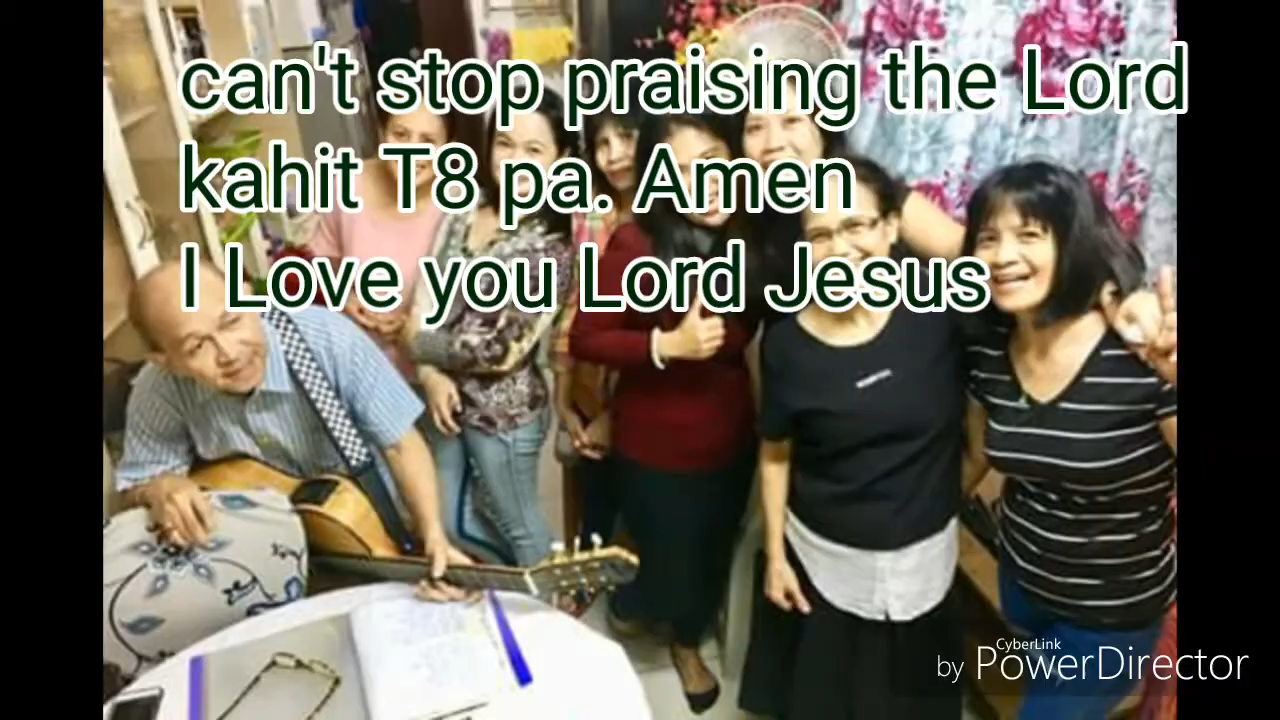 can't stop praising the Lord
kahit T8 pa. Amen
I Love you Lord Jesus
CyberLink
by PowerDirector